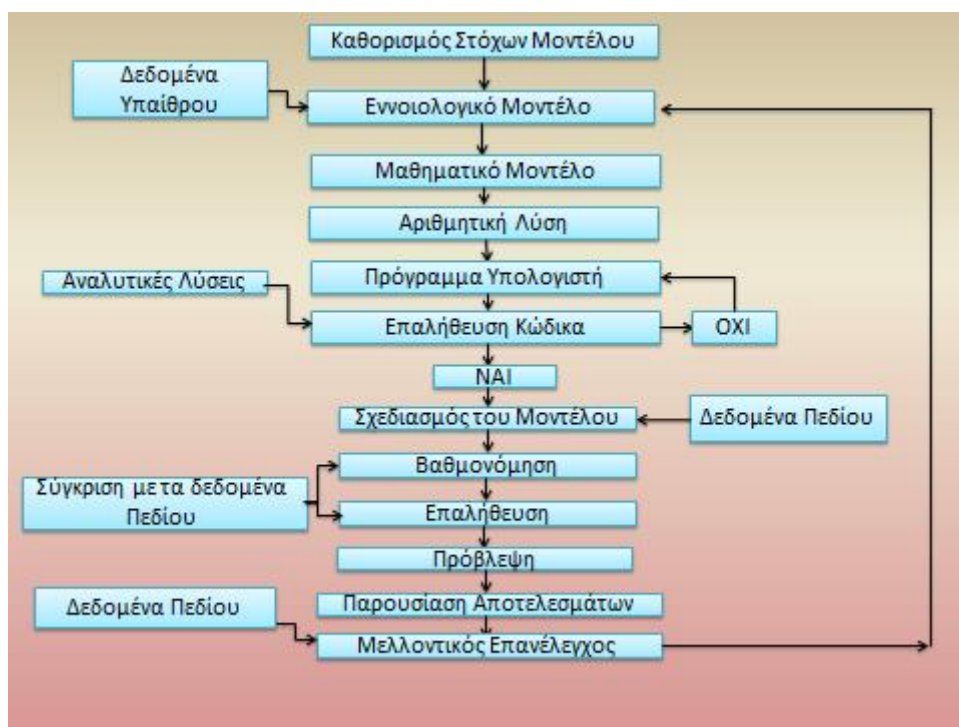 Καθορισμός Στόχων Μοντέλου
Δεδομένα
Υπαίθρου
Εννοιολογικό Μοντέλο
Μαθηματικό Μοντέλο
Αριθμητική Λύση
Αναλυτικές Λύσεις
Πρόγραμμα Υπολογιστή
Επαλήθευση Κώδικα
ΟΧΙ
ΝΑΙ
Σχεδιασμός του Μοντέλου
Δεδομένα Πεδίου
Βαθμονόμηση
Σύγκριση με τα δεδομένα
Πεδίου
Επαλήθευση
Πρόβλεψη
Δεδομένα Πεδίου
Παρουσίαση Αποτελεσμάτων
Μελλοντικός Επανέλεγχος